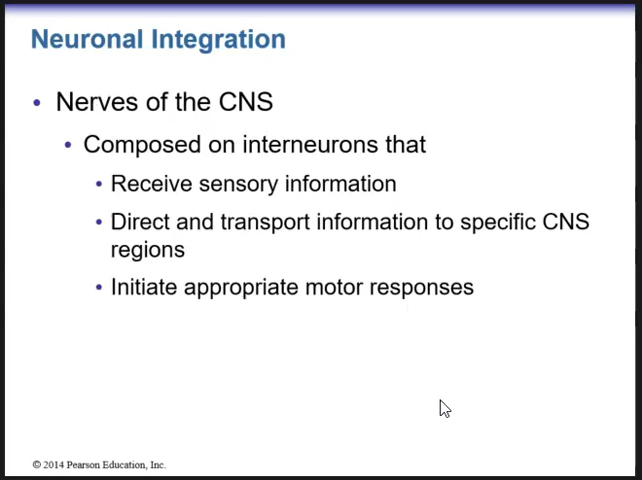 Neuronal Integration
• Nerves of the CNS
• Composed on interneurons that
• Receive sensory information
• Direct and transport information to specific CNS
regions
• Initiate appropriate motor responses
© 2014 Pearson Education, Inc.